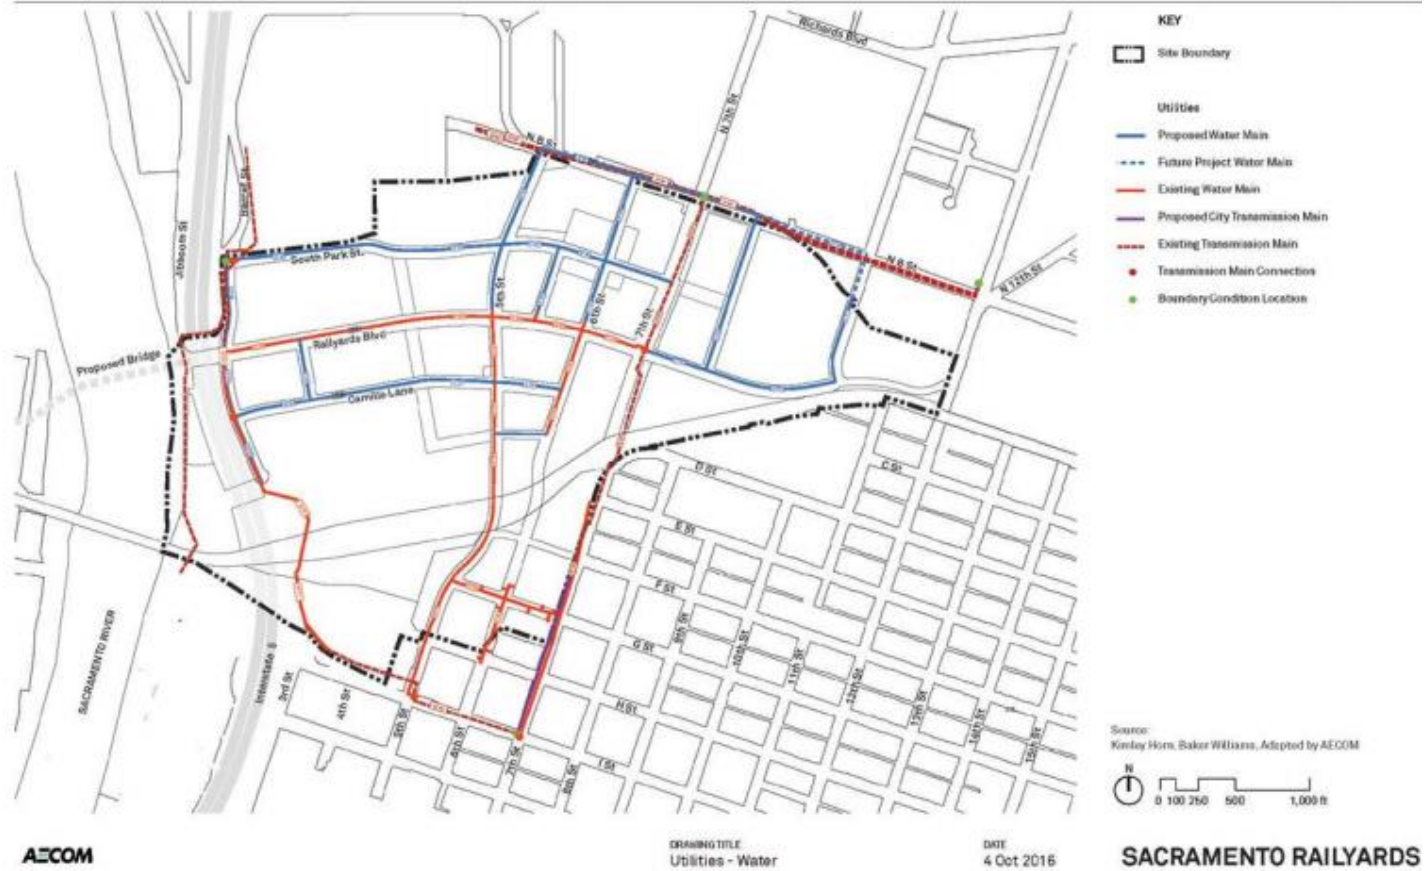 KEY
Site Boundary
Utilities
Proposed Water Main
Future Project Water Main
Existing Water Main
Proposed City Transmission Main
Existing Transmission Main
Transmission Main Connection
Boundary Condition Location
Richards Blvd
N 7th St
N B St
Bercut St
Jibboom St
South Park St.
5th St
6th St
7th St
N B St
N 12th St
Railyards Blvd
Proposed Bridge
Camille Lane
D St
C St
E St
F St
G St
H St
I St
SACRAMENTO RIVER
Interstate 5
3rd St
4th St
5th St
6th St
7th St
8th St
9th St
10th St
11th St
12th St
13th St
14th St
15th St
Source:
Kimley Horn, Baker Williams, Adapted by AECOM
N
0 100 250 500 1,000 ft
AECOM
DRAWING TITLE
Utilities - Water
DATE
4 Oct 2016
SACRAMENTO RAILYARDS